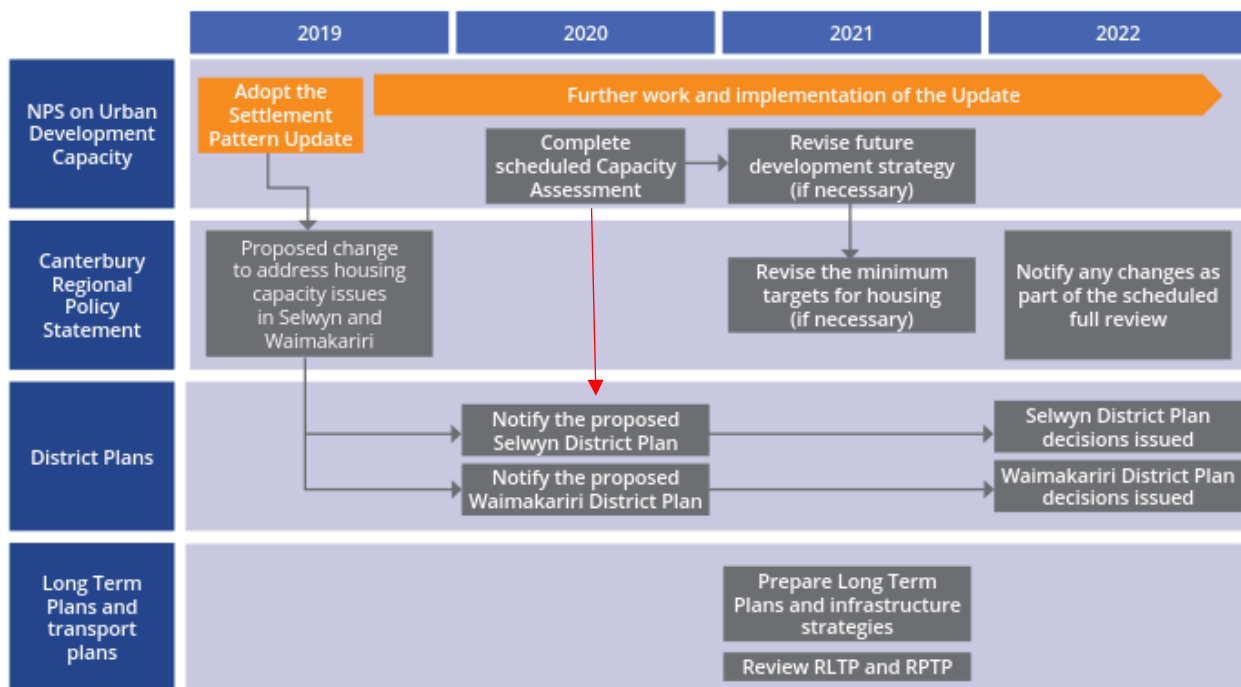 2019
2020
2021
2022
NPS on Urban
Development
Capacity
Adopt the
Settlement
Pattern Update
Further work and implementation of the Update
Complete
scheduled Capacity
Assessment
Revise future
development strategy
(if necessary)
Canterbury
Regional
Policy
Statement
Proposed change
to address housing
capacity issues
in Selwyn and
Waimakariri
Revise the minimum
targets for housing
(if necessary)
Notify any changes as
part of the scheduled
full review
District Plans
Notify the proposed
Selwyn District Plan
Selwyn District Plan
decisions issued
Notify the proposed
Waimakariri District Plan
Waimakariri District Plan
decisions issued
Long Term
Plans and
transport
plans
Prepare Long Term
Plans and infrastructure
strategies
Review RLTP and RPTP